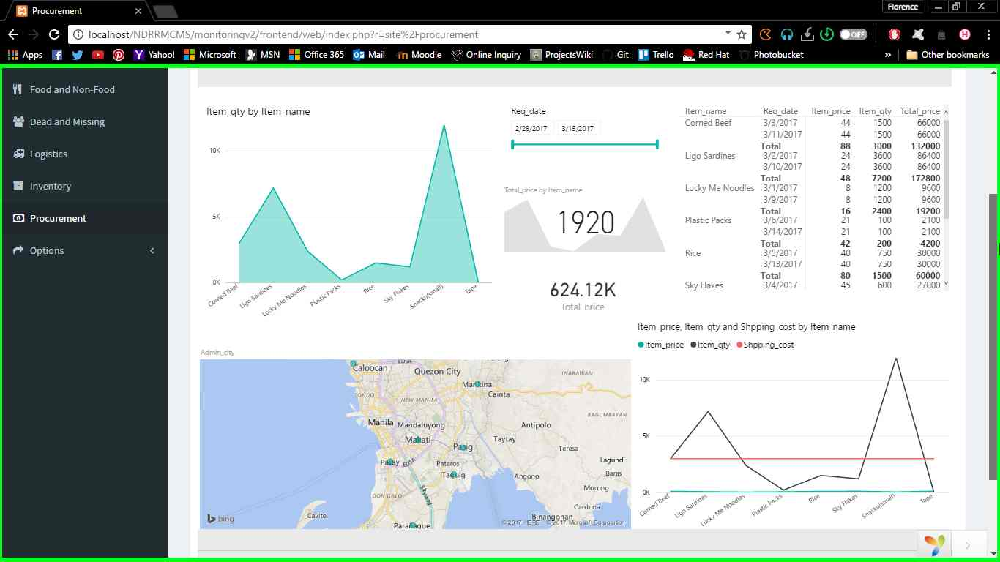 Procurement
Florence
localhost/NDRRMCMS/monitoringv2/frontend/web/index.php?r=site%2Fprocurement
OFF
Apps Yahoo! Microsoft MSN Office 365 Mail Moodle Online Inquiry ProjectsWiki Git Trello Red Hat Photobucket » Other bookmarks
Food and Non-Food
Dead and Missing
Logistics
Inventory
Procurement
Options
Item_qty by Item_name
10K
5K
0K
Corned Beef Ligo Sardines Lucky Me Noodles Plastic Packs Rice Sky Flakes Snacku(small) Tape
Req_date
2/28/2017 3/15/2017
Total_price by Item_name
1920
624.12K
Total_price
Item_name Req_date Item_price Item_qty Total_price
Corned Beef 3/3/2017 44 1500 66000
3/11/2017 44 1500 66000
Total 88 3000 132000
Ligo Sardines 3/2/2017 24 3600 86400
3/10/2017 24 3600 86400
Total 48 7200 172800
Lucky Me Noodles 3/1/2017 8 1200 9600
3/9/2017 8 1200 9600
Total 16 2400 19200
Plastic Packs 3/6/2017 21 100 2100
3/14/2017 21 100 2100
Total 42 200 4200
Rice 3/5/2017 40 750 30000
3/13/2017 40 750 30000
Total 80 1500 60000
Sky Flakes 3/4/2017 45 600 27000
Admin_city
EDSA
Caloocan
Quezon City
INARAWAN
TONDO
Marikina
NEW MANILA
Cainta
BAGUMBAYAN
Manila
Mandaluyong
Antipolo
Makati
Pasig
Taytay
Teresa
Pasay
EDSA
Pateros
Lagundi
Taguig
Angono
Baras
Skyway
Morong
DON GALO
Cardona
Cavite
Binangonan
bing
Paranaque
© 2017 HERE © 2017 Microsoft Corporation
Item_price, Item_qty and Shpping_cost by Item_name
Item_price Item_qty Shpping_cost
10K
5K
0K
Corned Beef Ligo Sardines Lucky Me Noodles Plastic Packs Rice Sky Flakes Snacku(small) Tape